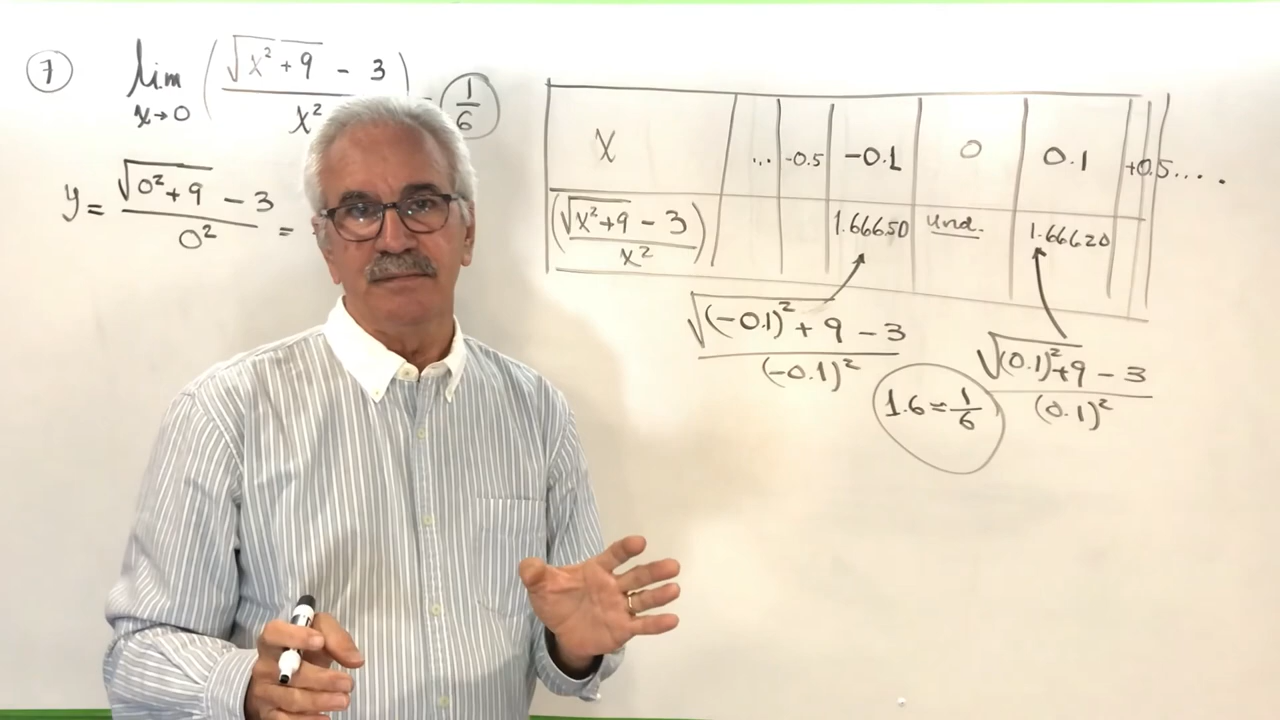 7
lim x→0 (√(x²+9) - 3 / x²) = 1/6
y = √(0²+9) - 3 / 0² =
x | ... | -0.5 | -0.1 | 0 | 0.1 | +0.5 ....
(√(x²+9) - 3 / x²) | 1.66650 | und. | 1.66620
√((-0.1)²+9) - 3 / (-0.1)²
√((0.1)²+9) - 3 / (0.1)²
1.6 = 1/6